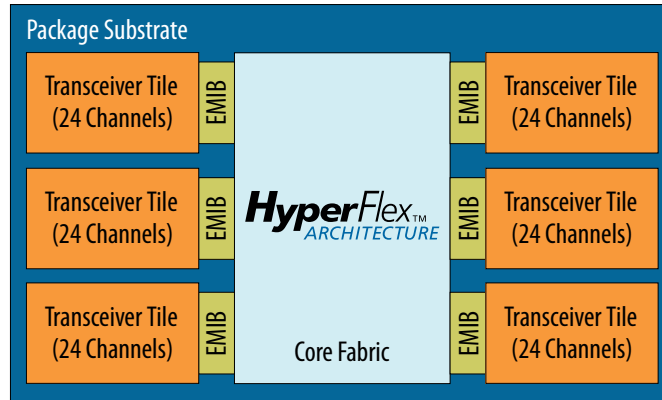 Package Substrate
Transceiver Tile
(24 Channels)
EMIB
EMIB
Transceiver Tile
(24 Channels)
Transceiver Tile
(24 Channels)
EMIB
HyperFlex™
ARCHITECTURE
EMIB
Transceiver Tile
(24 Channels)
Transceiver Tile
(24 Channels)
EMIB
Core Fabric
EMIB
Transceiver Tile
(24 Channels)